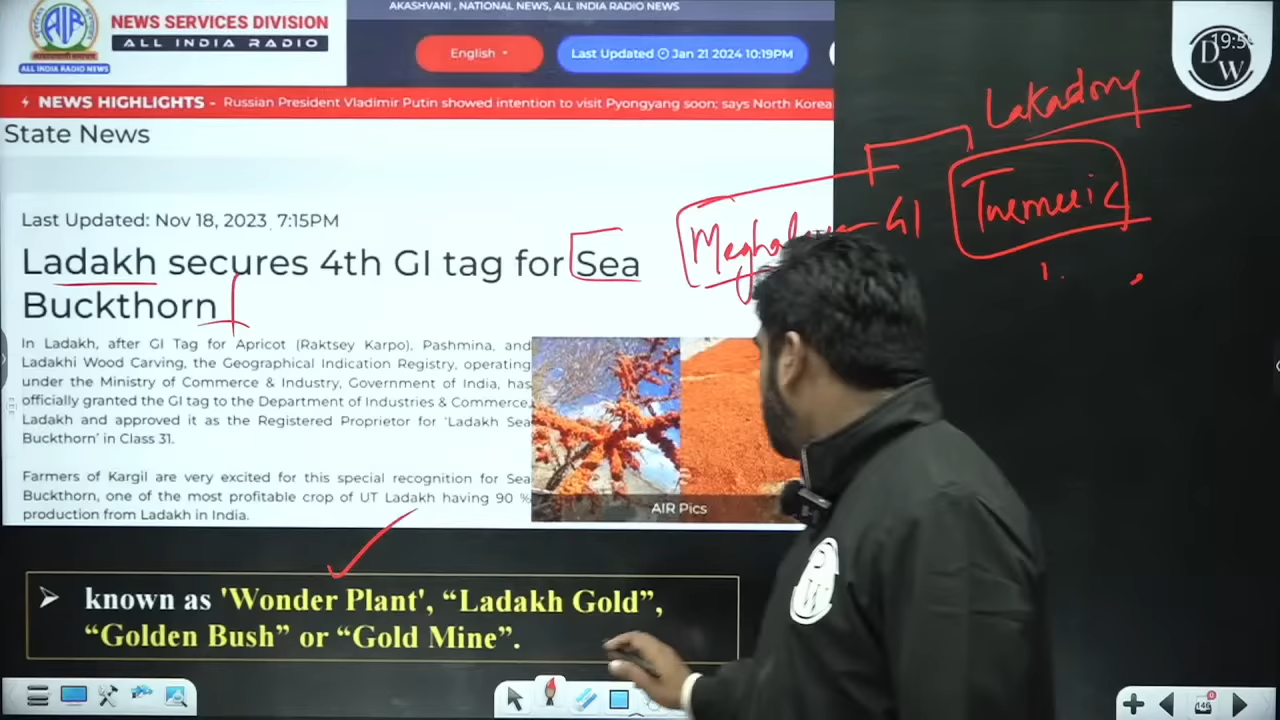 AIR
ALL INDIA RADIO NEWS
NEWS SERVICES DIVISION
ALL INDIA RADIO
AKASHVANI , NATIONAL NEWS, ALL INDIA RADIO NEWS
English
Last Updated Jan 21 2024 10:19PM
NEWS HIGHLIGHTS - Russian President Vladimir Putin showed intention to visit Pyongyang soon; says North Korea
State News
Last Updated: Nov 18, 2023, 7:15PM
Ladakh secures 4th GI tag for Sea
Buckthorn
In Ladakh, after GI Tag for Apricot (Raktsey Karpo), Pashmina, and
Ladakhi Wood Carving, the Geographical Indication Registry, operating
under the Ministry of Commerce & Industry, Government of India, has
officially granted the GI tag to the Department of Industries & Commerce,
Ladakh and approved it as the Registered Proprietor for 'Ladakh Sea
Buckthorn' in Class 31.
Farmers of Kargil are very excited for this special recognition for Sea
Buckthorn, one of the most profitable crop of UT Ladakh having 90 %
production from Ladakh in India.
AIR Pics
Lakadong
GI Turmeric
known as 'Wonder Plant', “Ladakh Gold”,
“Golden Bush” or “Gold Mine”.
DW
146